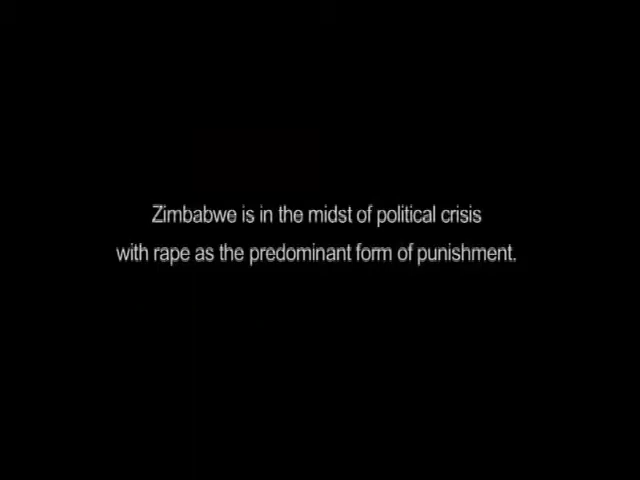 Zimbabwe is in the midst of political crisis
with rape as the predominant form of punishment.